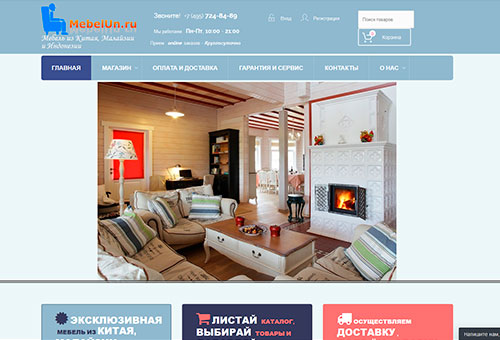 MebelUn.ru
Мебель из Китая, Малайзии
и Индонезии
Звоните! +7 (495) 724-84-89
Мы работаем Пн-Пт. 10:00 - 21:00
Прием online заказов - Круглосуточно
Вход
Регистрация
Поиск товаров
Корзина
ГЛАВНАЯ
МАГАЗИН
ОПЛАТА И ДОСТАВКА
ГАРАНТИЯ И СЕРВИС
КОНТАКТЫ
О НАС
ЭКСКЛЮЗИВНАЯ
МЕБЕЛЬ ИЗ КИТАЯ,
ЛИСТАЙ КАТАЛОГ,
ВЫБИРАЙ ТОВАРЫ И
ОСУЩЕСТВЛЯЕМ
ДОСТАВКУ,
Напишите нам,